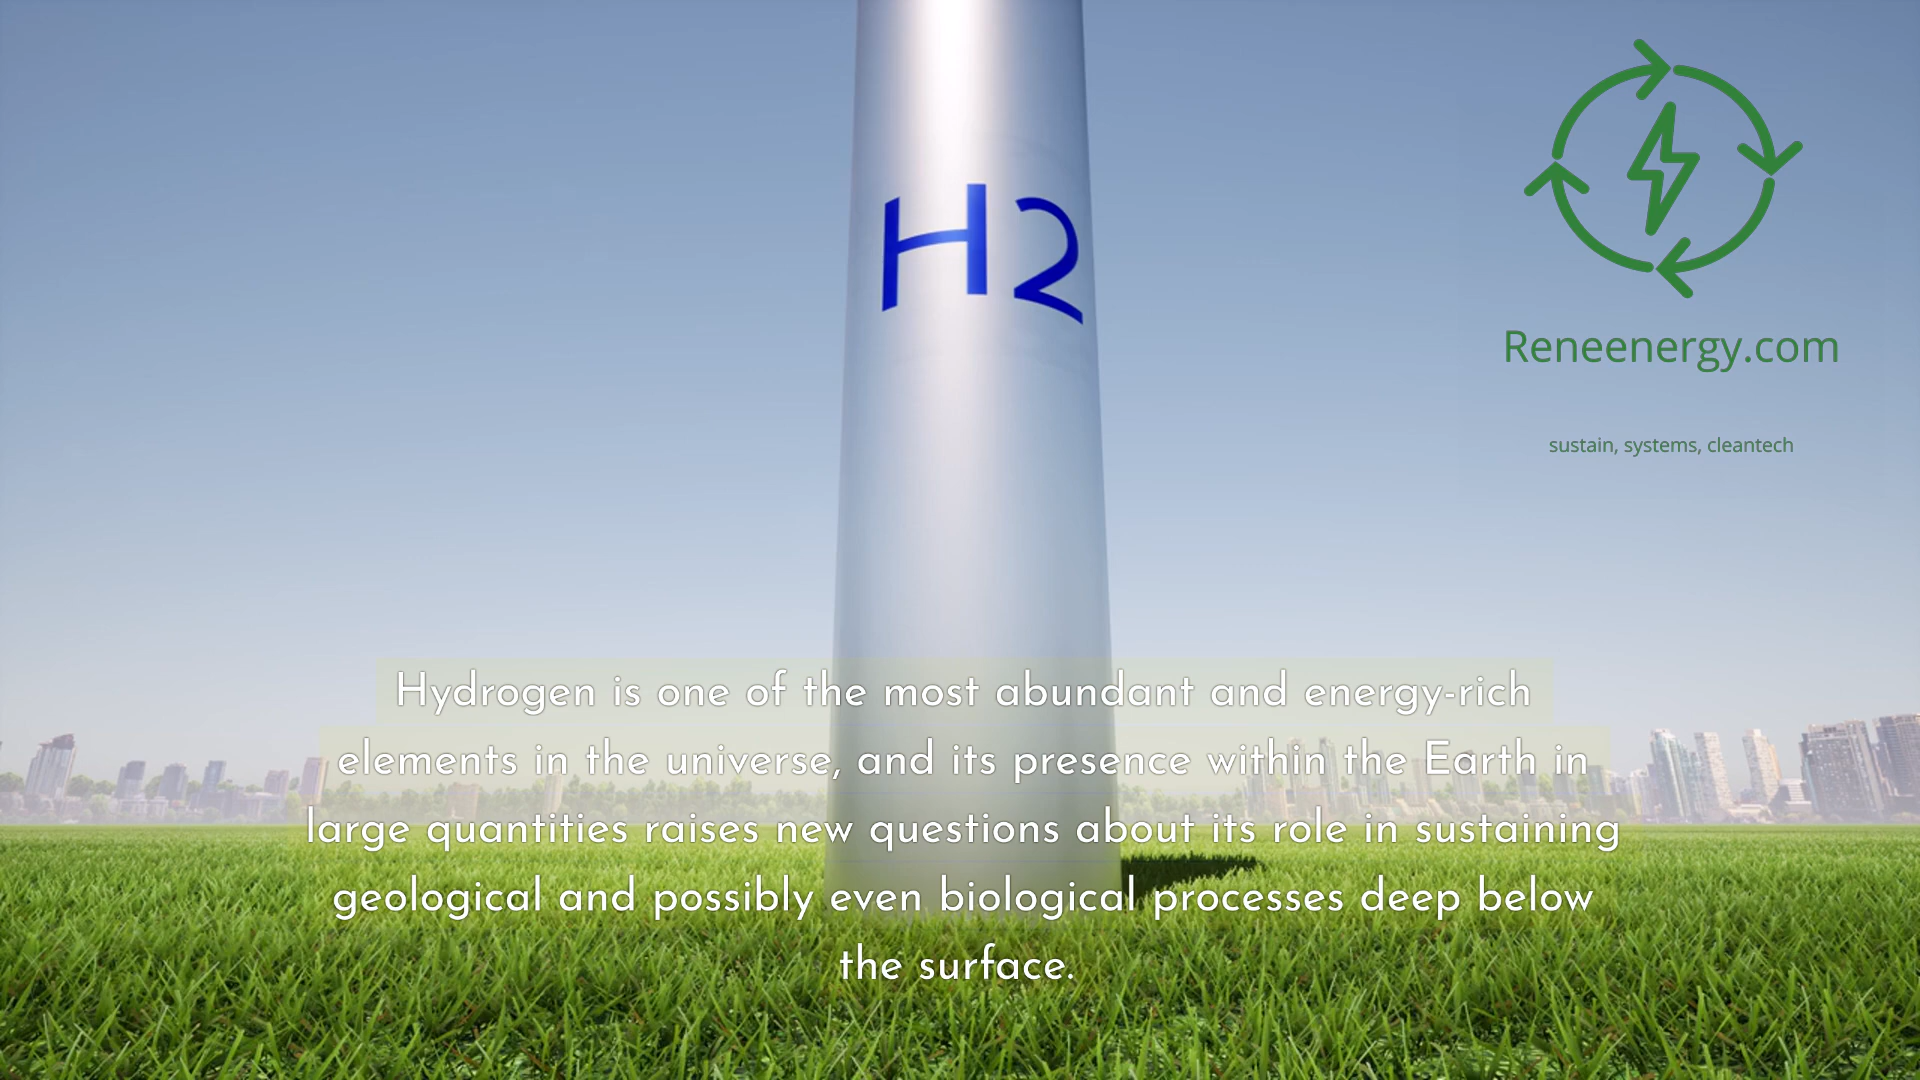 H2
Reneenergy.com
sustain, systems, cleantech
Hydrogen is one of the most abundant and energy-rich
elements in the universe, and its presence within the Earth in
large quantities raises new questions about its role in sustaining
geological and possibly even biological processes deep below
the surface.